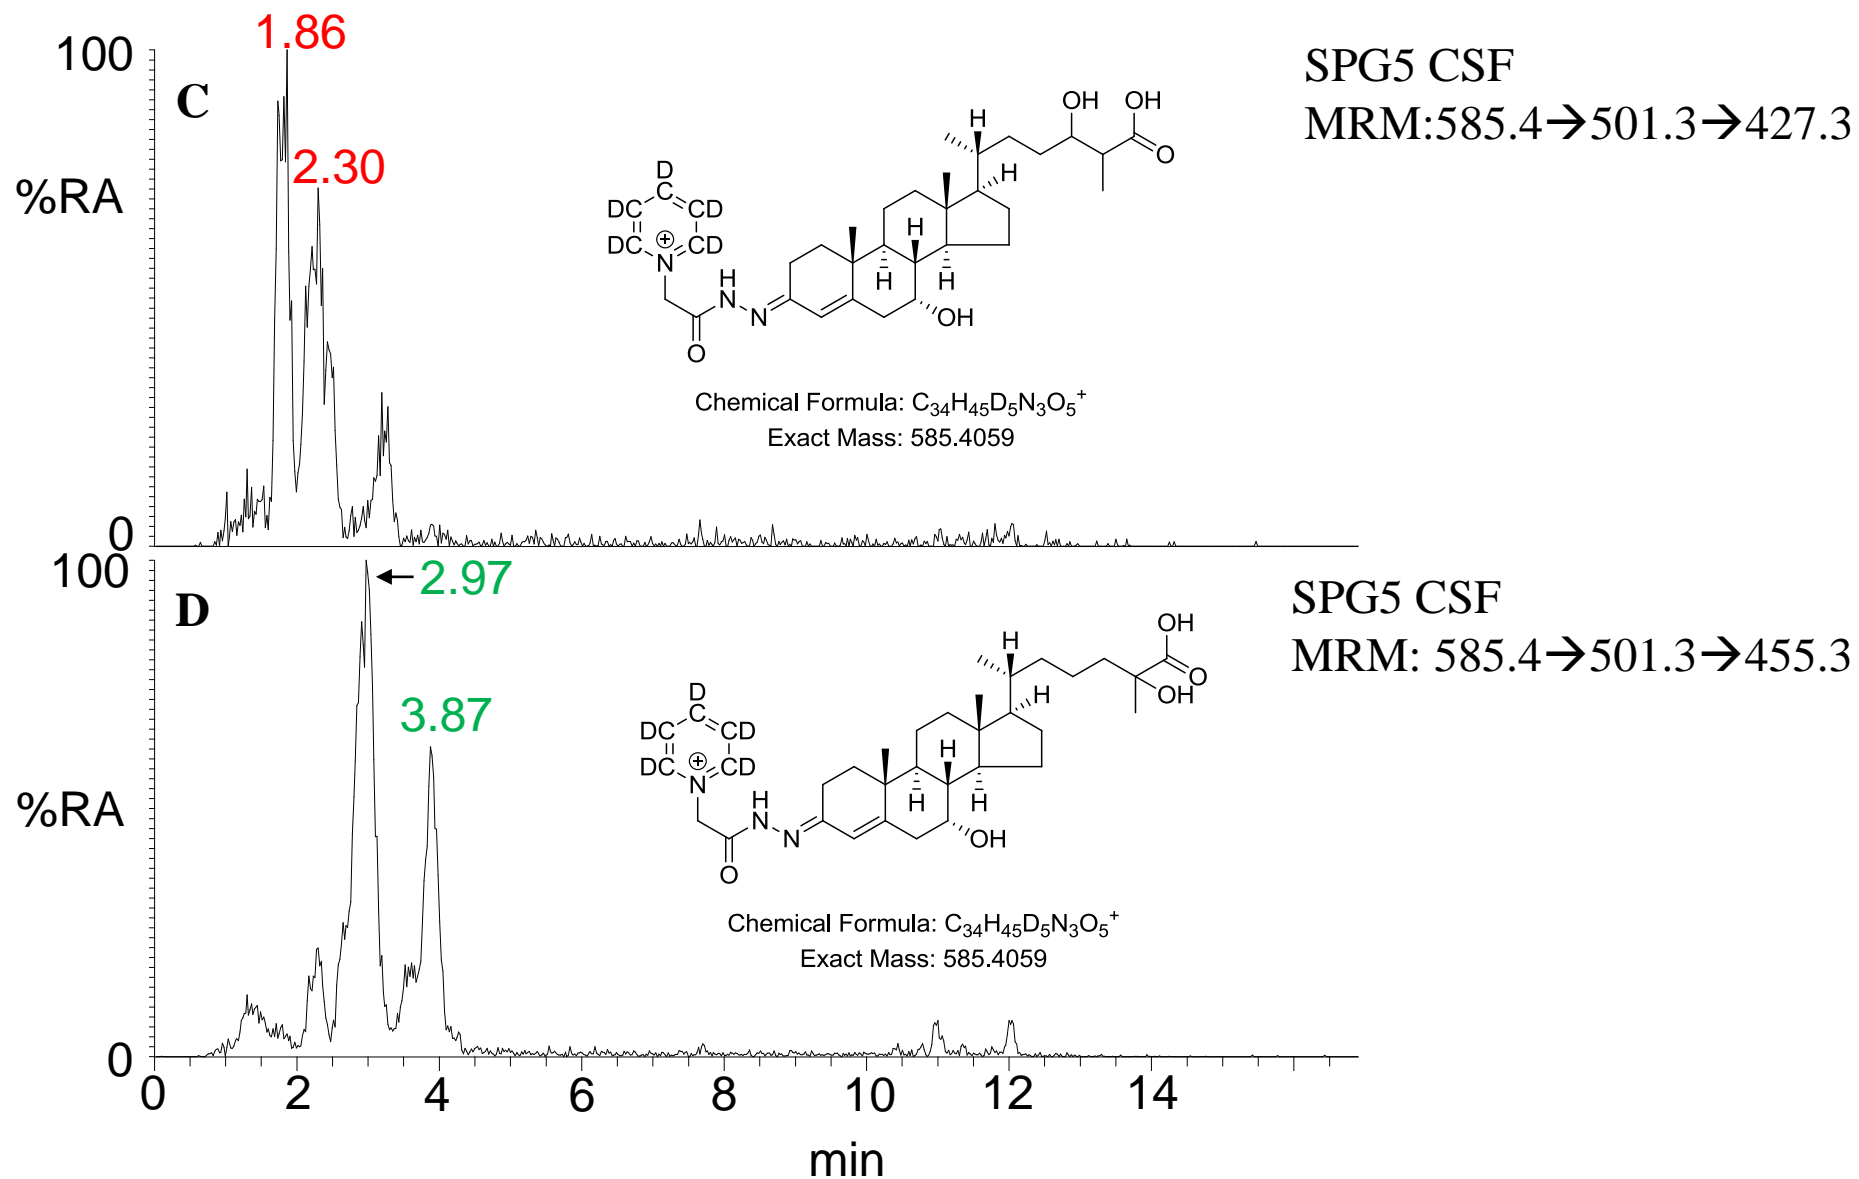 1.86
100
C
2.30
%RA
0
SPG5 CSF
MRM:585.4→501.3→427.3
OH
OH
O
H
H
H
H
H
OH
D
DC
C
CD
DC
CD
N
⊕
H
N
N
O
Chemical Formula: C₃₄H₄₅D₅N₃O₅⁺
Exact Mass: 585.4059
100
D
2.97
3.87
%RA
0
SPG5 CSF
MRM: 585.4→501.3→455.3
OH
O
OH
H
H
H
H
H
OH
D
DC
C
CD
DC
CD
N
⊕
H
N
N
O
Chemical Formula: C₃₄H₄₅D₅N₃O₅⁺
Exact Mass: 585.4059
0 2 4 6 8 10 12 14
min